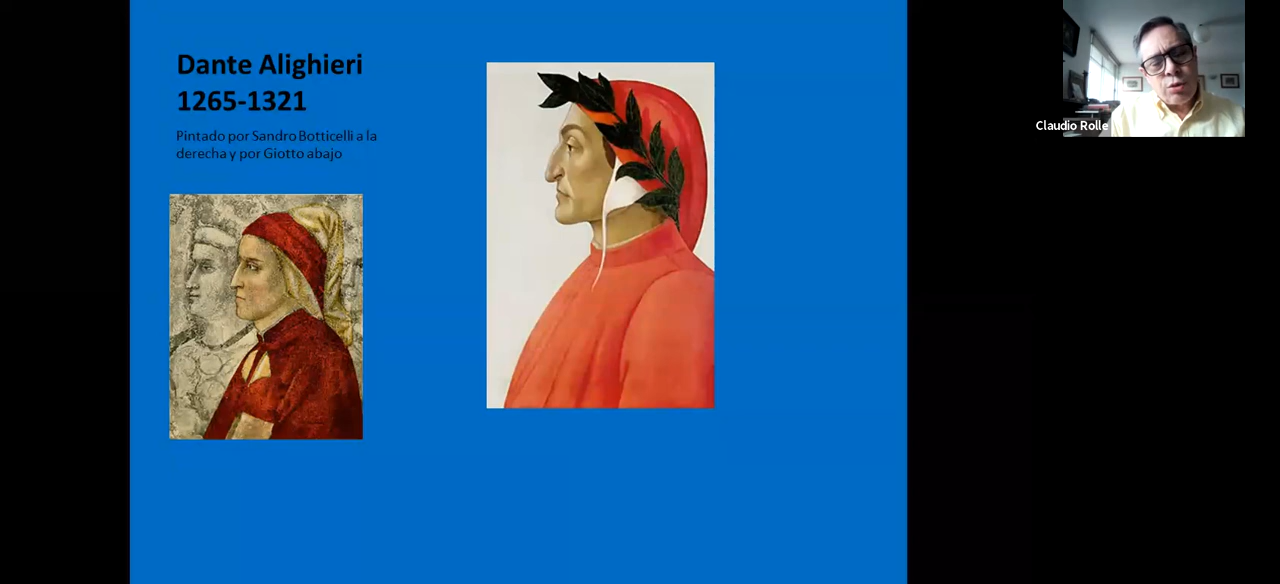 Dante Alighieri
1265-1321
Pintado por Sandro Botticelli a la
derecha y por Giotto abajo
Claudio Rolle